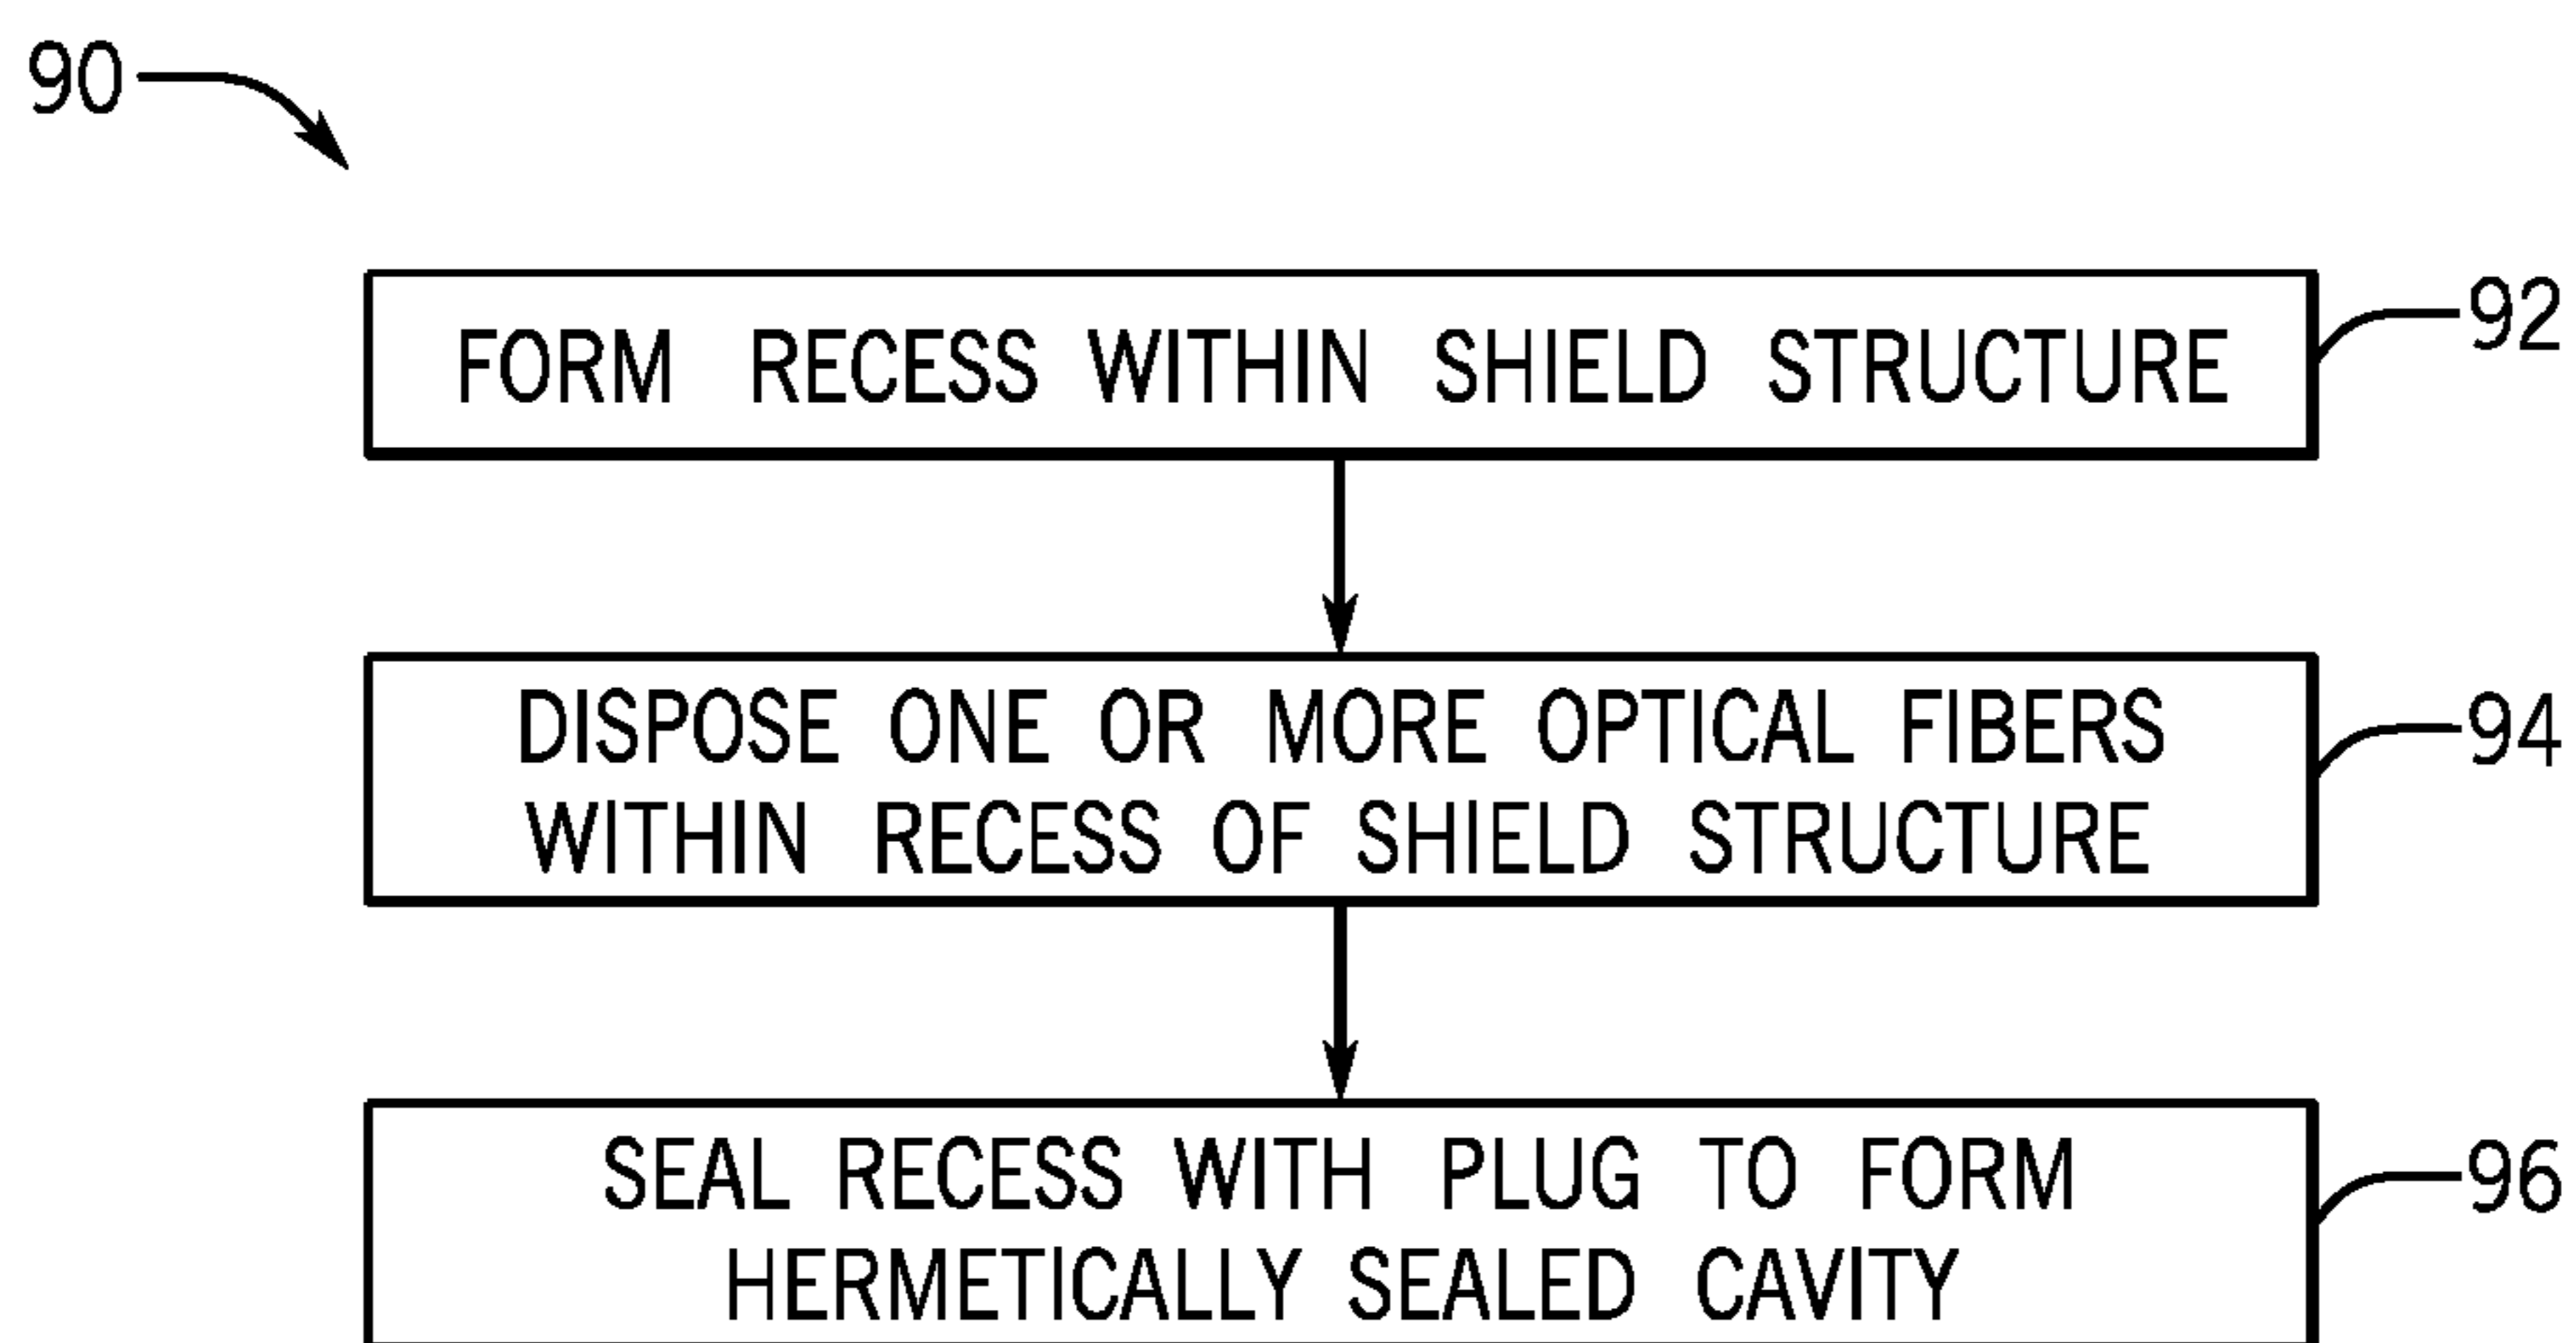 90
FORM RECESS WITHIN SHIELD STRUCTURE
92
DISPOSE ONE OR MORE OPTICAL FIBERS
WITHIN RECESS OF SHIELD STRUCTURE
94
SEAL RECESS WITH PLUG TO FORM
HERMETICALLY SEALED CAVITY
96